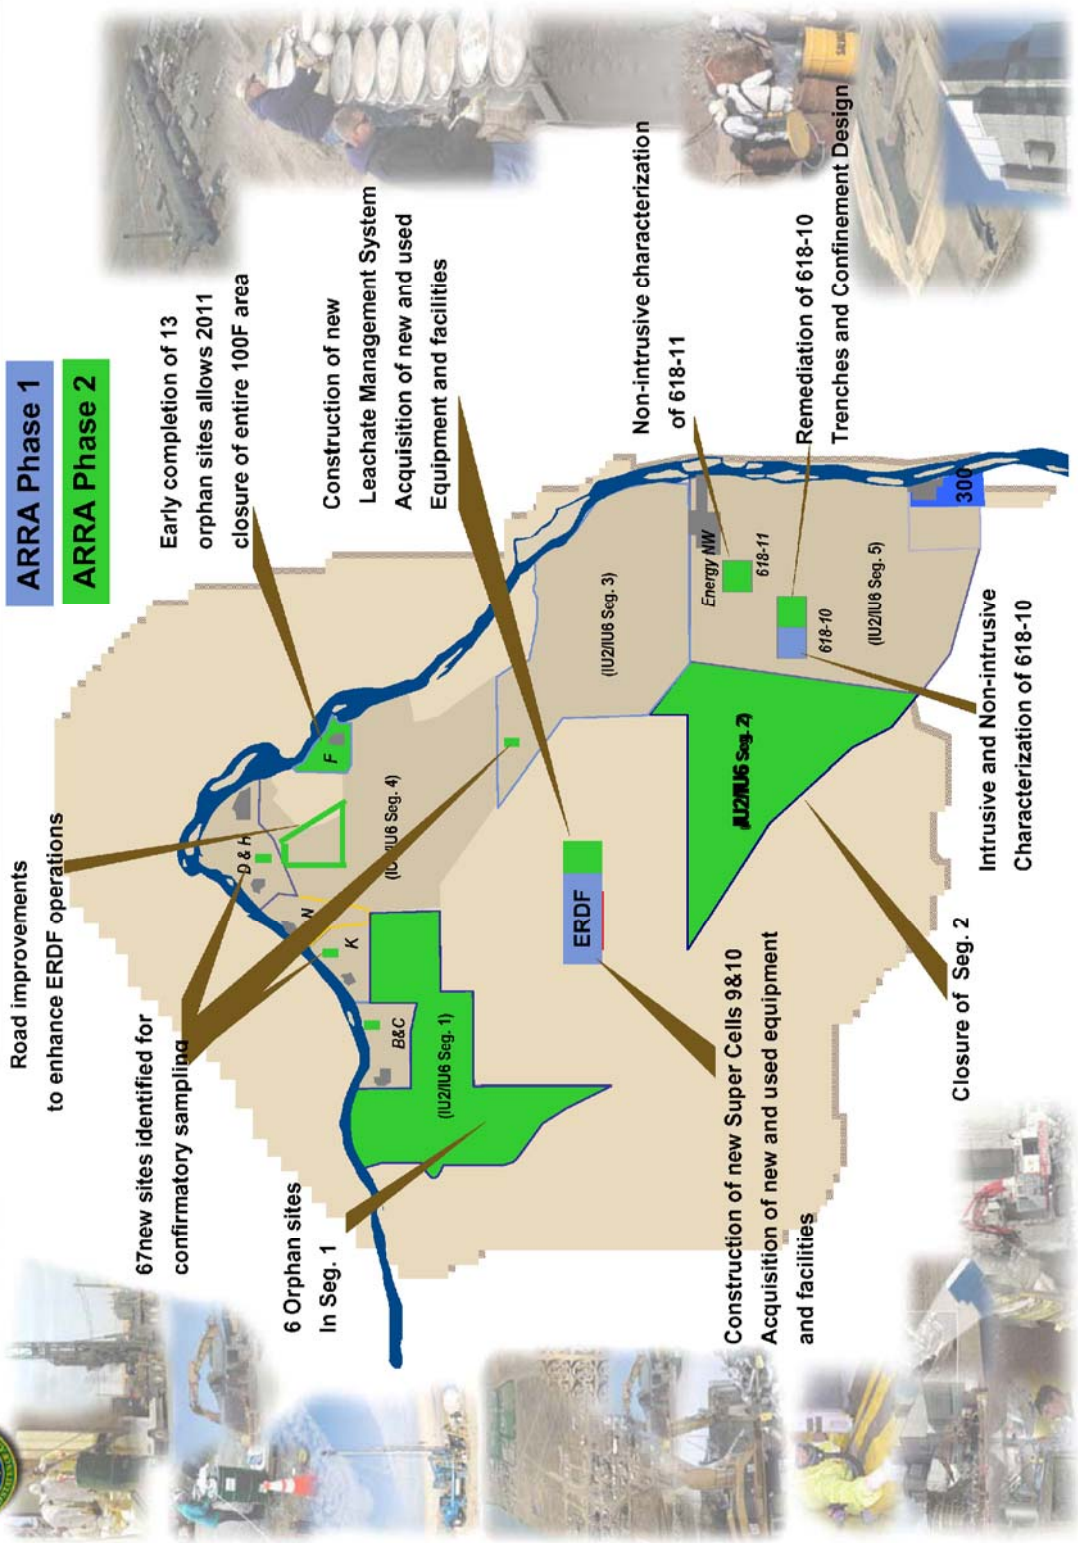 ARRA Phase 1
ARRA Phase 2
Road improvements
to enhance ERDF operations
67new sites identified for
confirmatory sampling
6 Orphan sites
In Seg. 1
Early completion of 13
orphan sites allows 2011
closure of entire 100F area
Construction of new
Leachate Management System
Acquisition of new and used
Equipment and facilities
Non-intrusive characterization
of 618-11
Remediation of 618-10
Trenches and Confinement Design
Intrusive and Non-intrusive
Characterization of 618-10
Closure of Seg. 2
Construction of new Super Cells 9&10
Acquisition of new and used equipment
and facilities
D & H
F
N
K
B&C
(IU2/IU6 Seg. 1)
(IU2/IU6 Seg. 4)
(IU2/IU6 Seg. 3)
(IU2/IU6 Seg. 2)
(IU2/IU6 Seg. 5)
ERDF
Energy NW
618-11
618-10
300